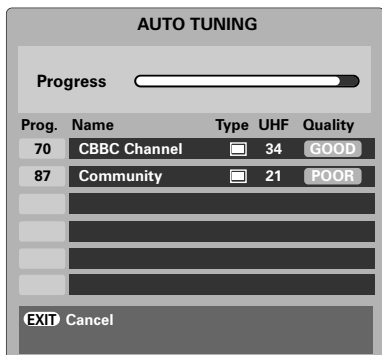 AUTO TUNING
Progress
Prog. Name Type UHF Quality
70 CBBC Channel 34 GOOD
87 Community 21 POOR
EXIT Cancel